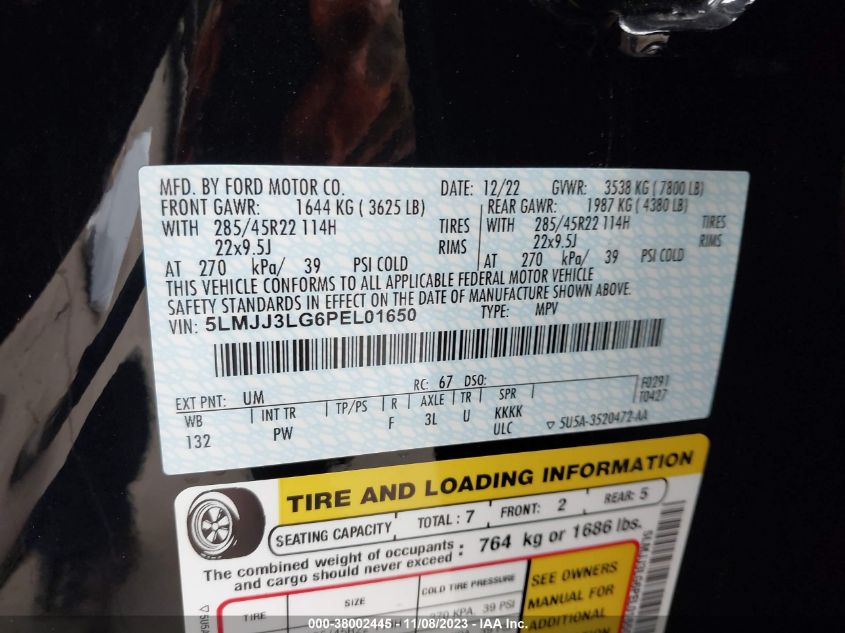 MFD. BY FORD MOTOR CO. DATE: 12/22 GVWR: 3538 KG ( 7800 LB)
FRONT GAWR: 1644 KG ( 3625 LB) REAR GAWR: 1987 KG ( 4380 LB)
WITH 285/45R22 114H TIRES WITH 285/45R22 114H TIRES
22x9.5J RIMS 22x9.5J RIMS
AT 270 kPa/ 39 PSI COLD AT 270 kPa/ 39 PSI COLD
THIS VEHICLE CONFORMS TO ALL APPLICABLE FEDERAL MOTOR VEHICLE
SAFETY STANDARDS IN EFFECT ON THE DATE OF MANUFACTURE SHOWN ABOVE.
VIN: 5LMJJ3LG6PEL01650 TYPE: MPV
EXT PNT: UM RC: 67 DSO: F0291
WB INT TR TP/PS R AXLE TR SPR T0427
132 PW F 3L U KKKK
ULC ▽ 5U5A-3520472-AA
TIRE AND LOADING INFORMATION
SEATING CAPACITY TOTAL : 7 FRONT: 2 REAR: 5
The combined weight of occupants : 764 kg or 1686 lbs.
and cargo should never exceed
TIRE SIZE COLD TIRE PRESSURE SEE OWNERS
MANUAL FOR
270 KPA, 39 PSI ADDITIONAL
000-38002445 - 11/08/2023 - IAA Inc.